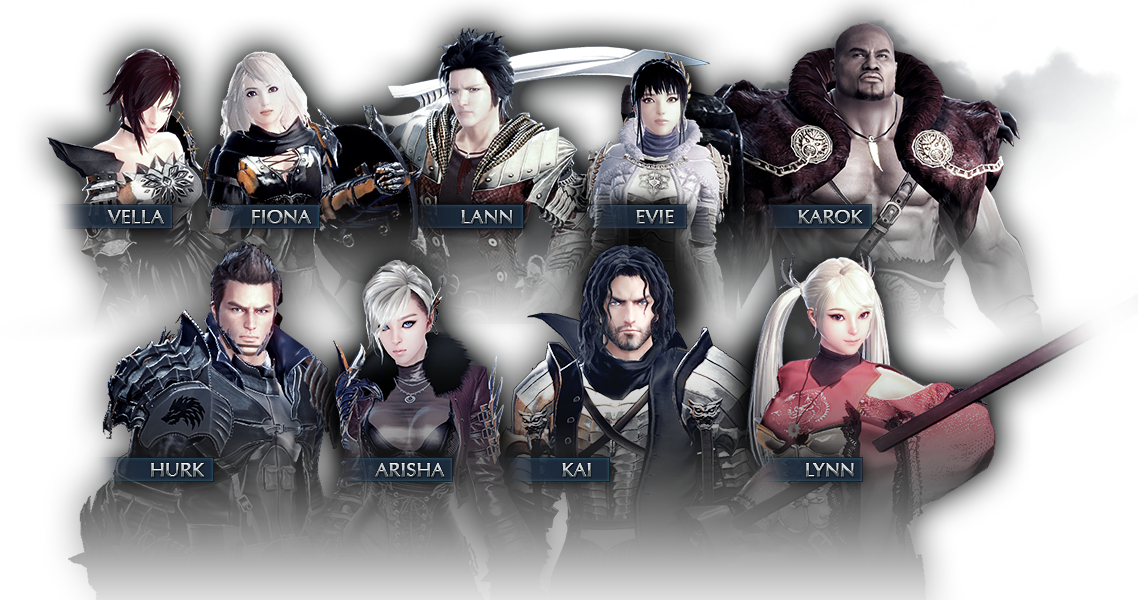 VELLA
FIONA
LANN
EVIE
KAROK
HURK
ARISHA
KAI
LYNN